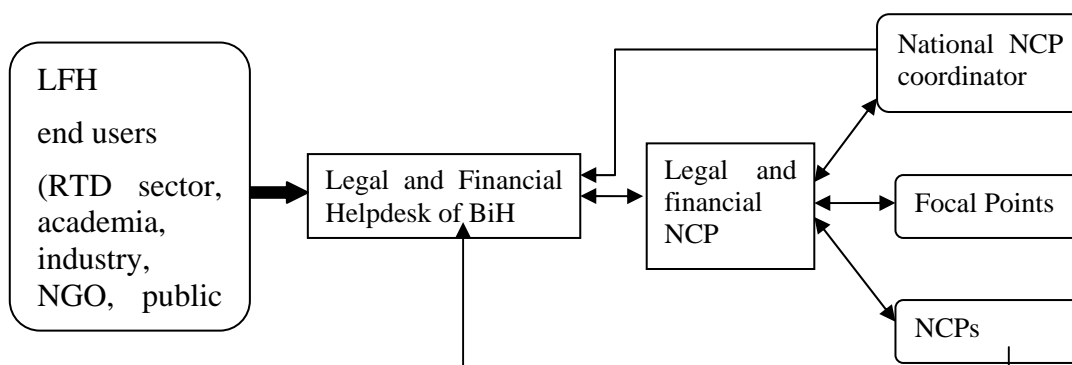 LFH
end users
(RTD sector,
academia,
industry,
NGO, public
Legal and Financial
Helpdesk of BiH
Legal and
financial
NCP
National NCP
coordinator
Focal Points
NCPs